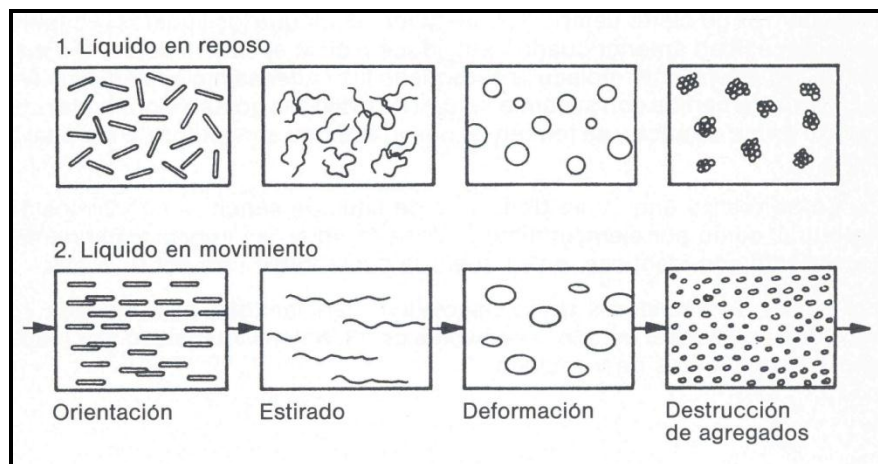 1. Líquido en reposo
2. Líquido en movimiento
Orientación
Estirado
Deformación
Destrucción
de agregados